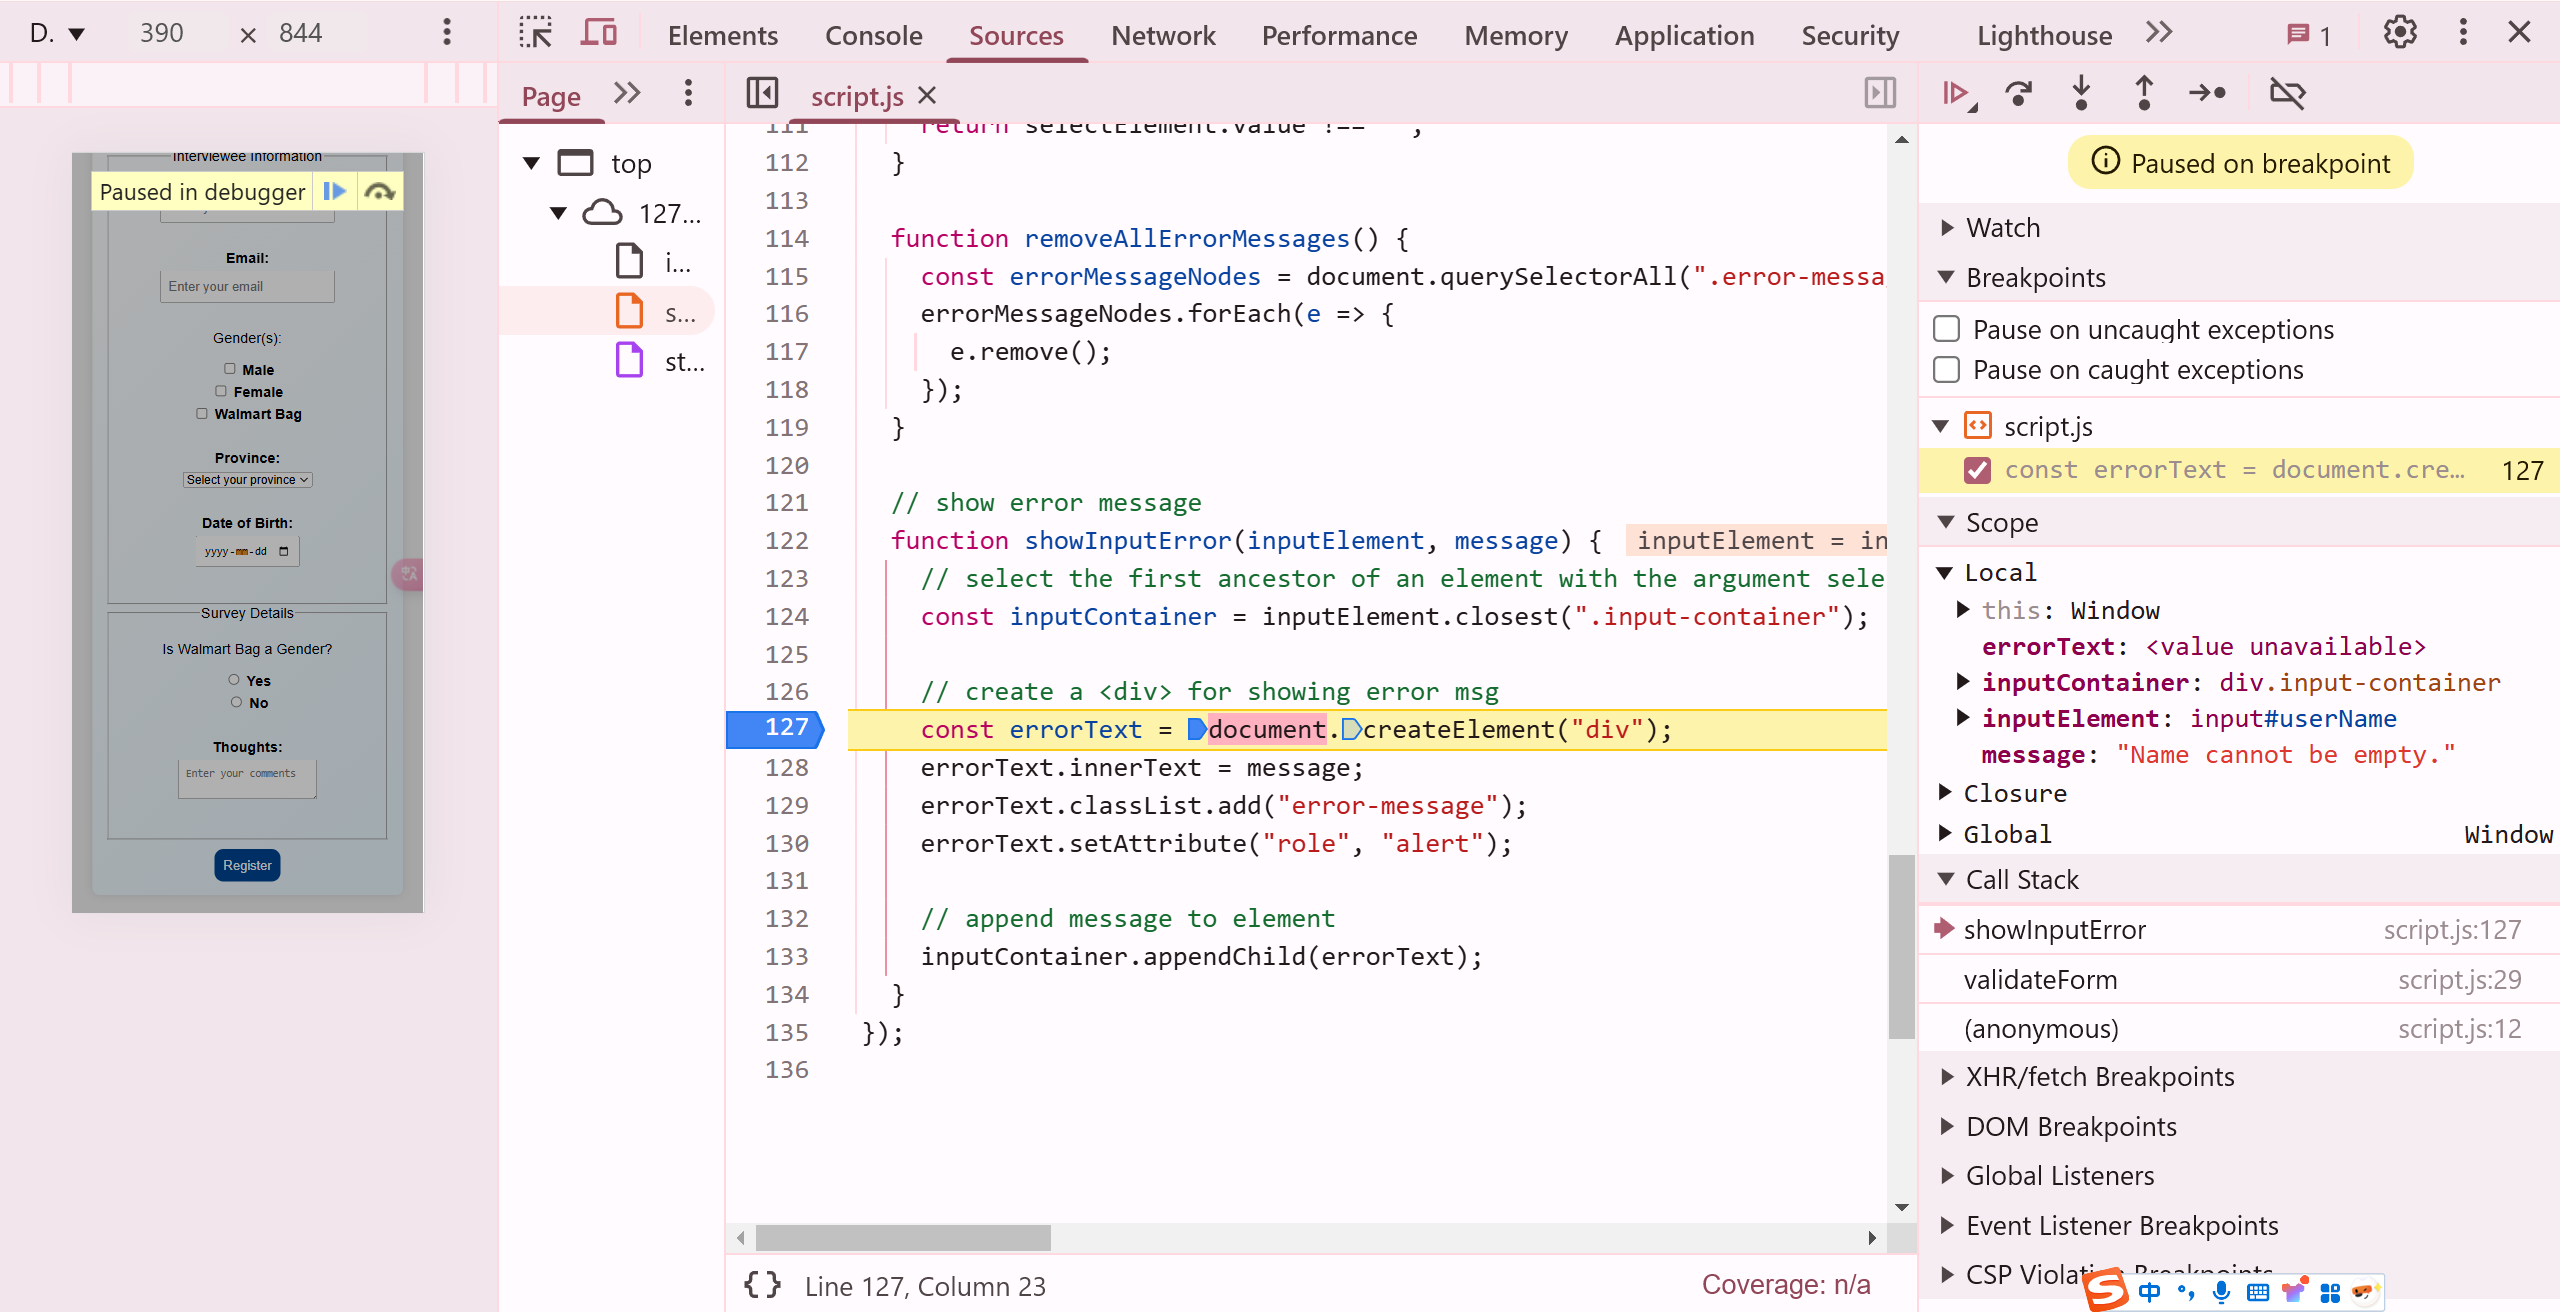 D. ▼ 390 × 844
Elements Console Sources Network Performance Memory Application Security Lighthouse 1
Page
script.js
Interviewee Information
Paused in debugger
Email:
Enter your email
Gender(s):
Male
Female
Walmart Bag
Province:
Select your province
Date of Birth:
yyyy-mm-dd
Survey Details
Is Walmart Bag a Gender?
Yes
No
Thoughts:
Enter your comments
Register
top
127...
i...
s...
st...
111
112 }
113
114 function removeAllErrorMessages() {
115 const errorMessageNodes = document.querySelectorAll(".error-messa
116 errorMessageNodes.forEach(e => {
117 e.remove();
118 });
119 }
120
121 // show error message
122 function showInputError(inputElement, message) { inputElement = in
123 // select the first ancestor of an element with the argument sele
124 const inputContainer = inputElement.closest(".input-container");
125
126 // create a <div> for showing error msg
127 const errorText = document.createElement("div");
128 errorText.innerText = message;
129 errorText.classList.add("error-message");
130 errorText.setAttribute("role", "alert");
131
132 // append message to element
133 inputContainer.appendChild(errorText);
134 }
135 });
136
{} Line 127, Column 23
Coverage: n/a
Paused on breakpoint
Watch
Breakpoints
Pause on uncaught exceptions
Pause on caught exceptions
script.js
const errorText = document.cre… 127
Scope
Local
this: Window
errorText: <value unavailable>
inputContainer: div.input-container
inputElement: input#userName
message: "Name cannot be empty."
Closure
Global Window
Call Stack
showInputError script.js:127
validateForm script.js:29
(anonymous) script.js:12
XHR/fetch Breakpoints
DOM Breakpoints
Global Listeners
Event Listener Breakpoints
CSP Violation Breakpoints
中